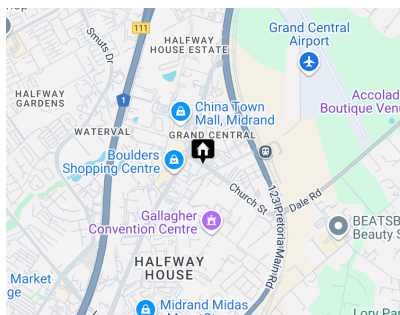 Smuts Dr
111
HALFWAY
HOUSE ESTATE
Grand Central
Airport
HALFWAY
GARDENS
1
China Town
Mall, Midrand
Accolad
Boutique Venu
WATERVAL
GRAND CENTRAL
Boulders
Shopping Centre
Church St
123 Pretoria Main Rd
Dale Rd
Gallagher
Convention Centre
BEATSB
Beauty S
HALFWAY
HOUSE
Market
ge
Midrand Midas
Lory Par